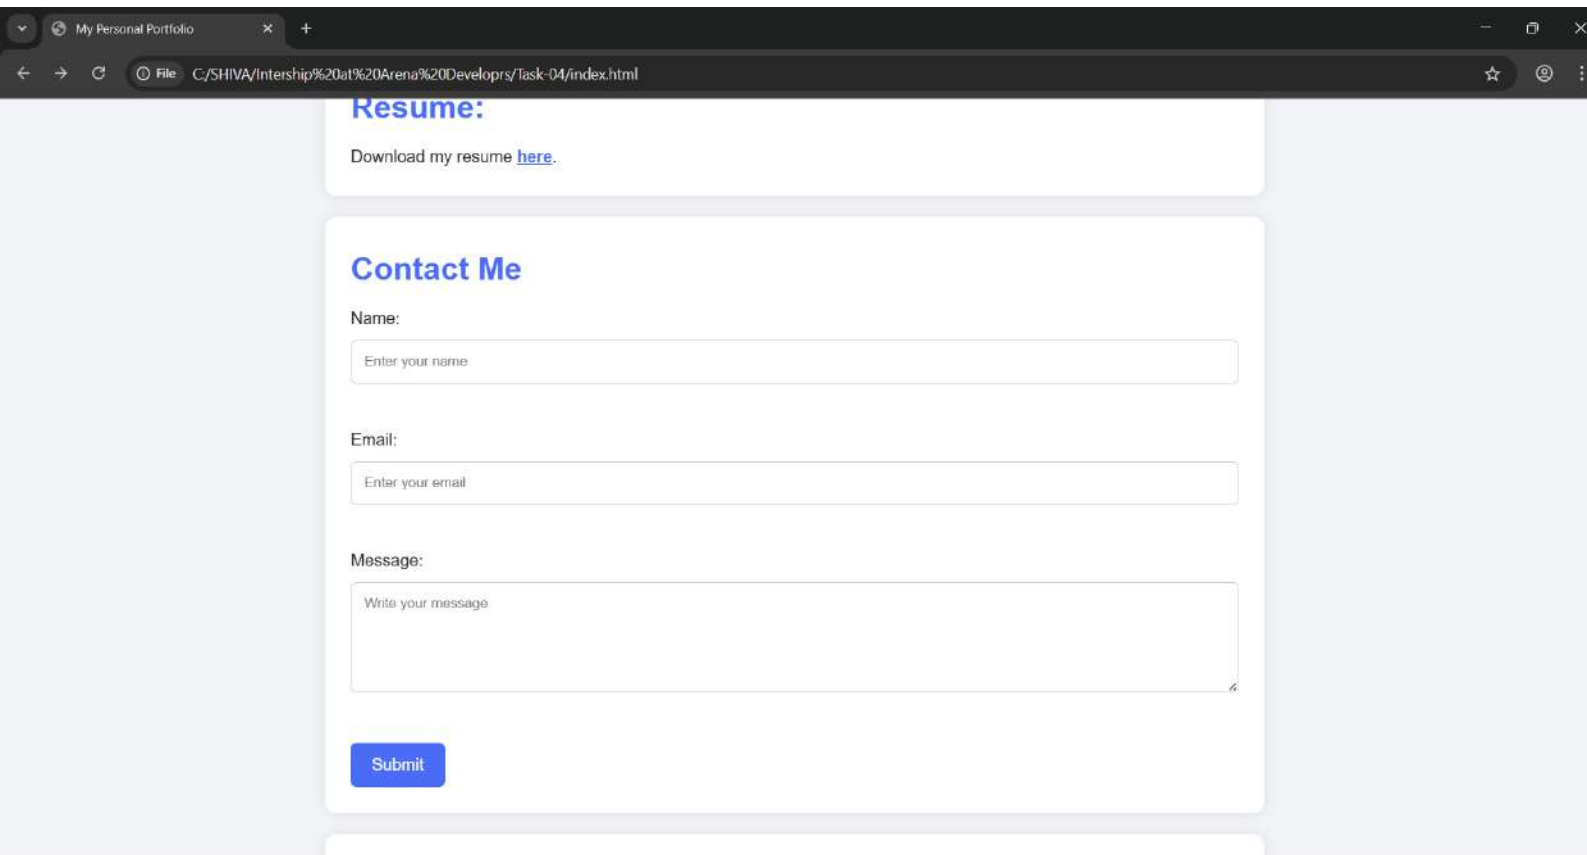 My Personal Portfolio
File C:/SHIVA/Intership%20at%20Arena%20Developrs/Task-04/index.html
Resume:
Download my resume here.
Contact Me
Name:
Enter your name
Email:
Enter your email
Message:
Write your message
Submit